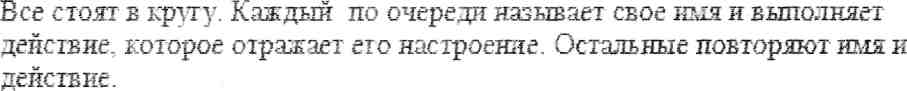 Все стоят в кругу. Каждый по очереди называет свое имя и выполняет
действие, которое отражает его настроение. Остальные повторяют имя и
действие.